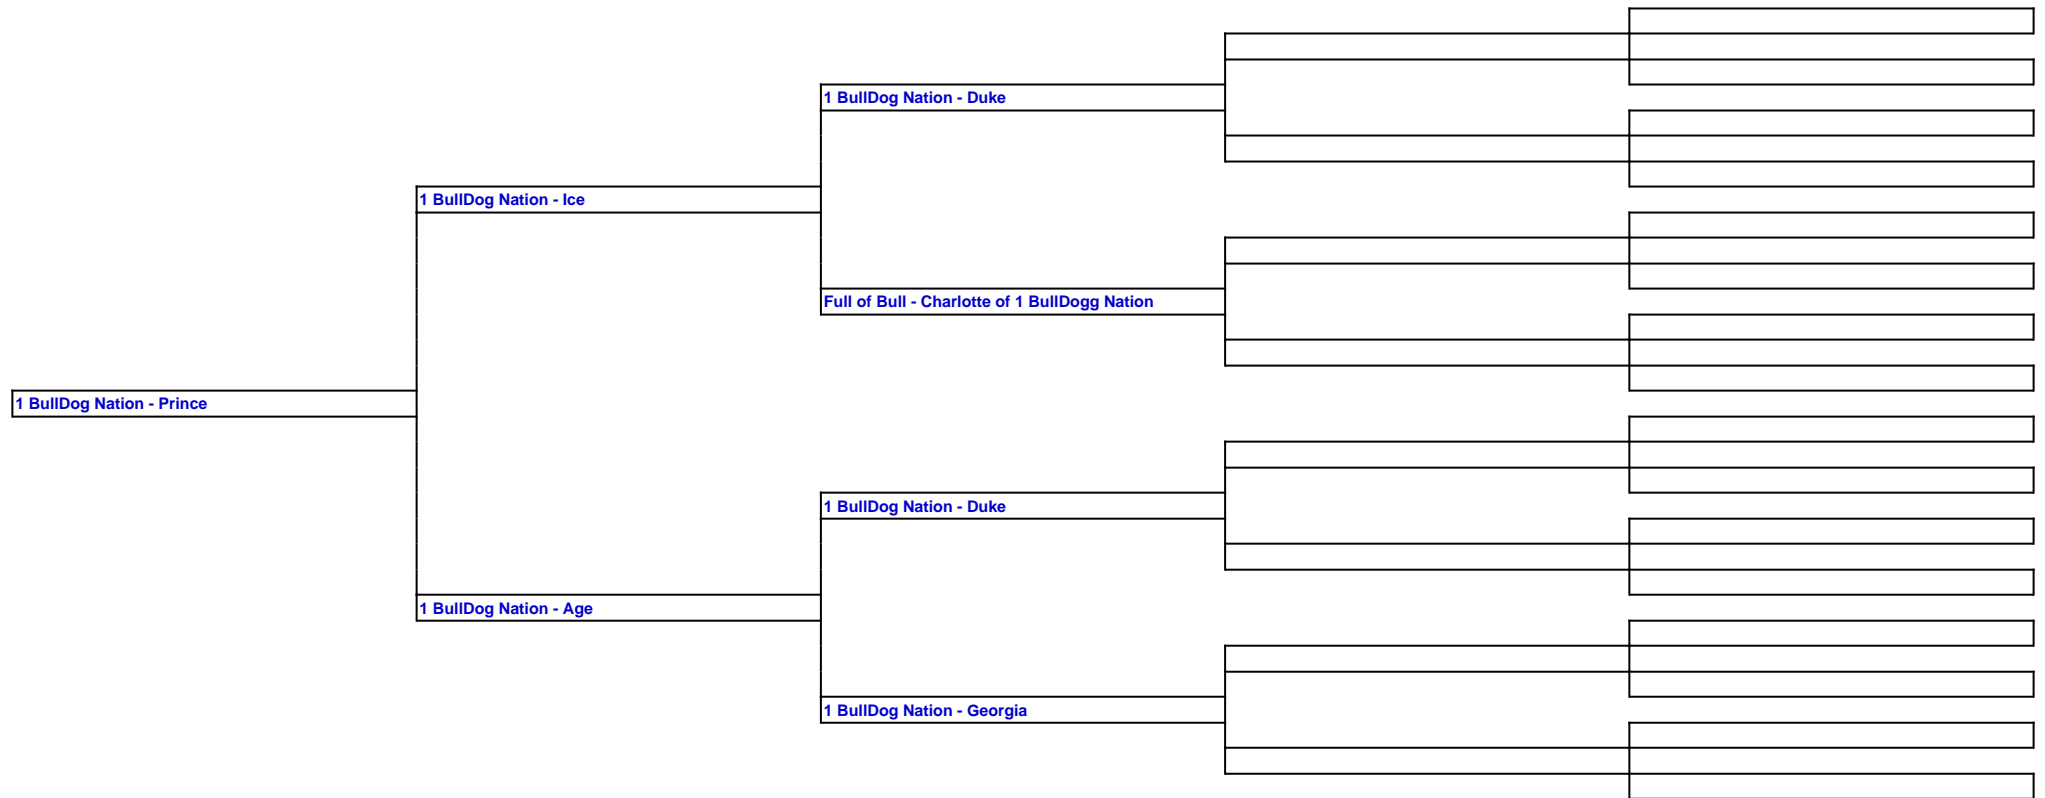 1 BullDog Nation - Duke
1 BullDog Nation - Ice
Full of Bull - Charlotte of 1 BullDogg Nation
1 BullDog Nation - Prince
1 BullDog Nation - Duke
1 BullDog Nation - Age
1 BullDog Nation - Georgia